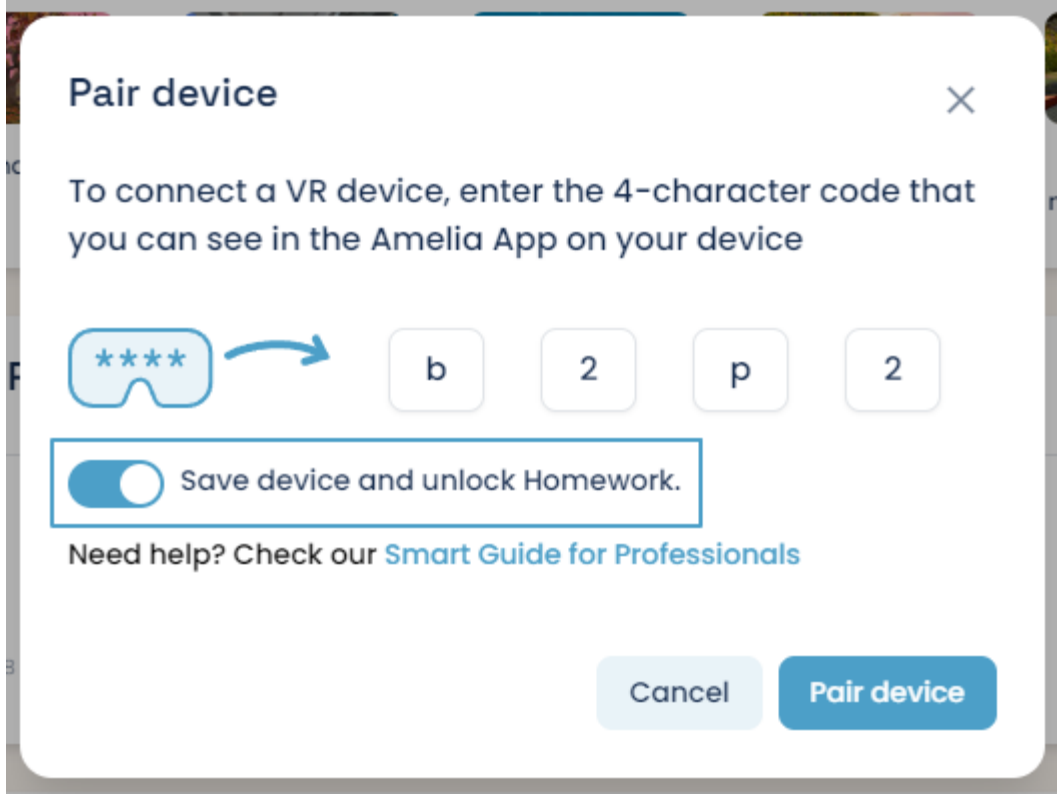 Pair device
To connect a VR device, enter the 4-character code that
you can see in the Amelia App on your device
**** b 2 p 2
Save device and unlock Homework.
Need help? Check our Smart Guide for Professionals
Cancel Pair device